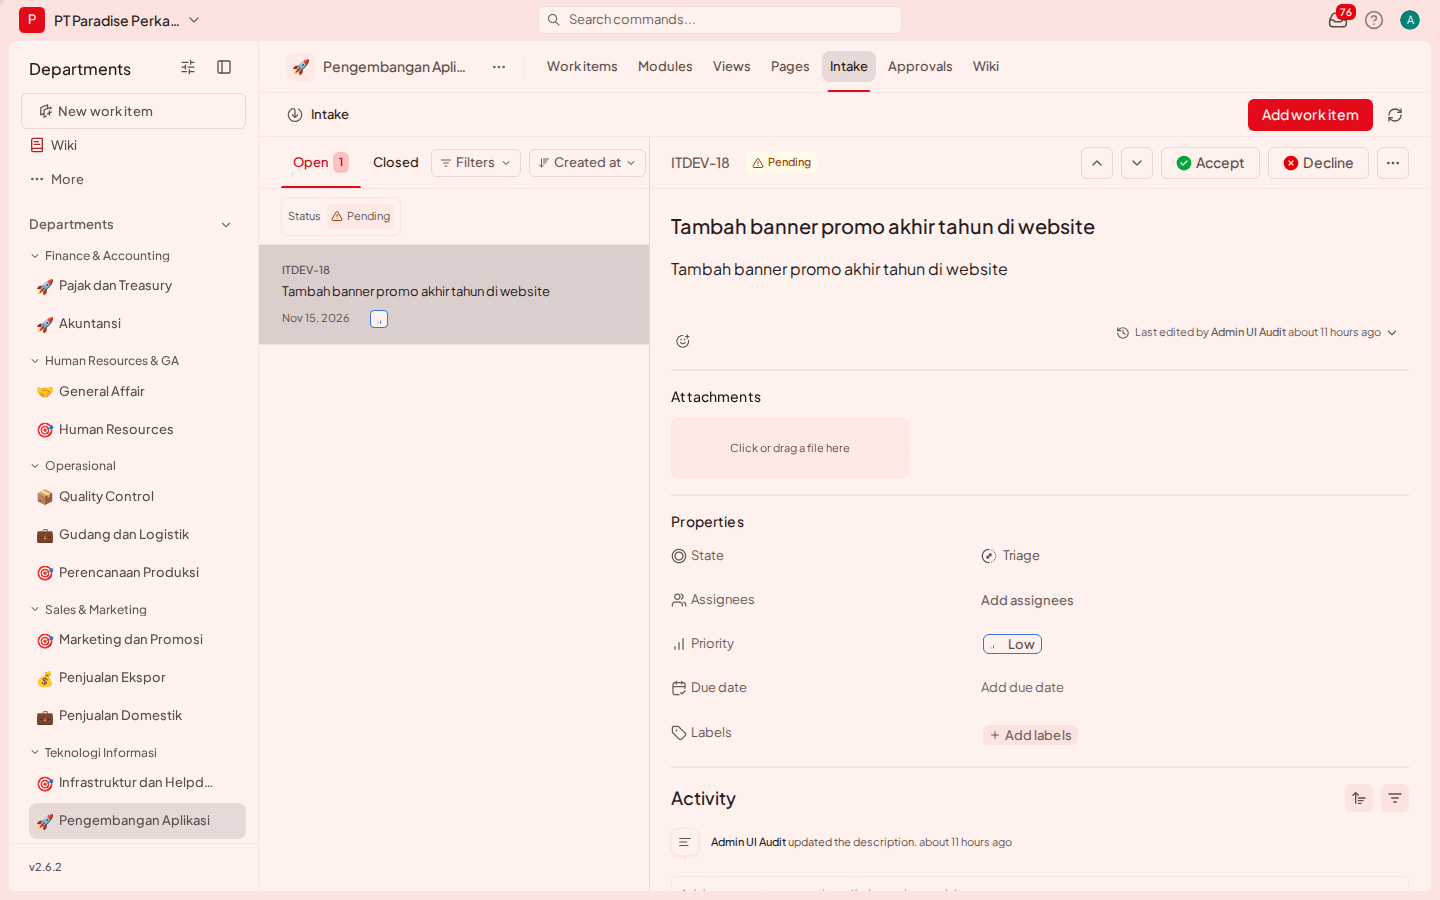 P
PT Paradise Perka...
Search commands...
76
A
Departments
New work item
Wiki
More
Departments
Finance & Accounting
Pajak dan Treasury
Akuntansi
Human Resources & GA
General Affair
Human Resources
Operasional
Quality Control
Gudang dan Logistik
Perencanaan Produksi
Sales & Marketing
Marketing dan Promosi
Penjualan Ekspor
Penjualan Domestik
Teknologi Informasi
Infrastruktur dan Helpd...
Pengembangan Aplikasi
v2.6.2
Pengembangan Apli...
Work items
Modules
Views
Pages
Intake
Approvals
Wiki
Intake
Add work item
Open 1
Closed
Filters
Created at
Status
Pending
ITDEV-18
Tambah banner promo akhir tahun di website
Nov 15, 2026
ITDEV-18
Pending
Accept
Decline
Tambah banner promo akhir tahun di website
Tambah banner promo akhir tahun di website
Last edited by Admin UI Audit about 11 hours ago
Attachments
Click or drag a file here
Properties
State
Triage
Assignees
Add assignees
Priority
Low
Due date
Add due date
Labels
Add labels
Activity
Admin UI Audit updated the description. about 11 hours ago